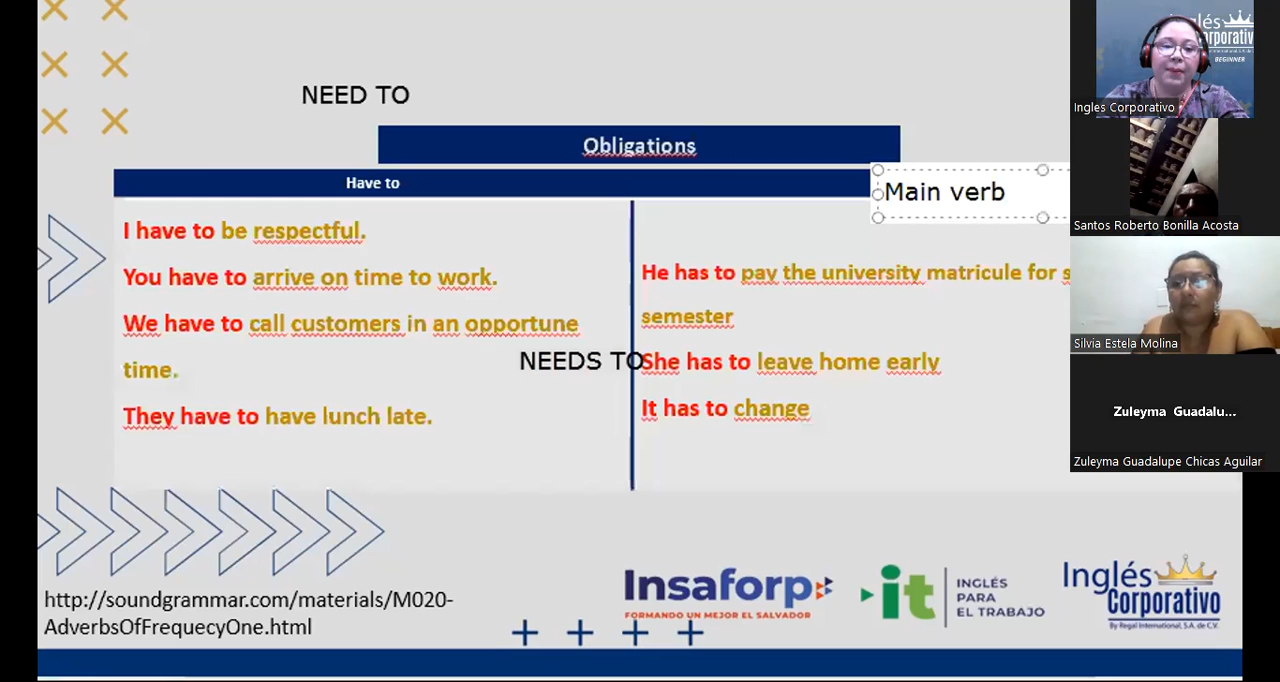 NEED TO
Obligations
Have to
Main verb
I have to be respectful.
You have to arrive on time to work.
We have to call customers in an opportune
time.
They have to have lunch late.
NEEDS TO
He has to pay the university matricule for s
semester
She has to leave home early
It has to change
http://soundgrammar.com/materials/M020-
AdverbsOfFrequecyOne.html
Insaforp
FORMANDO UN MEJOR EL SALVADOR
it
INGLÉS
PARA
EL TRABAJO
Inglés
Corporativo
By Regal International, S.A. de C.V.
Inglés
Corporativo
BEGINNER
Ingles Corporativo
Santos Roberto Bonilla Acosta
Silvia Estela Molina
Zuleyma Guadalu...
Zuleyma Guadalupe Chicas Aguilar